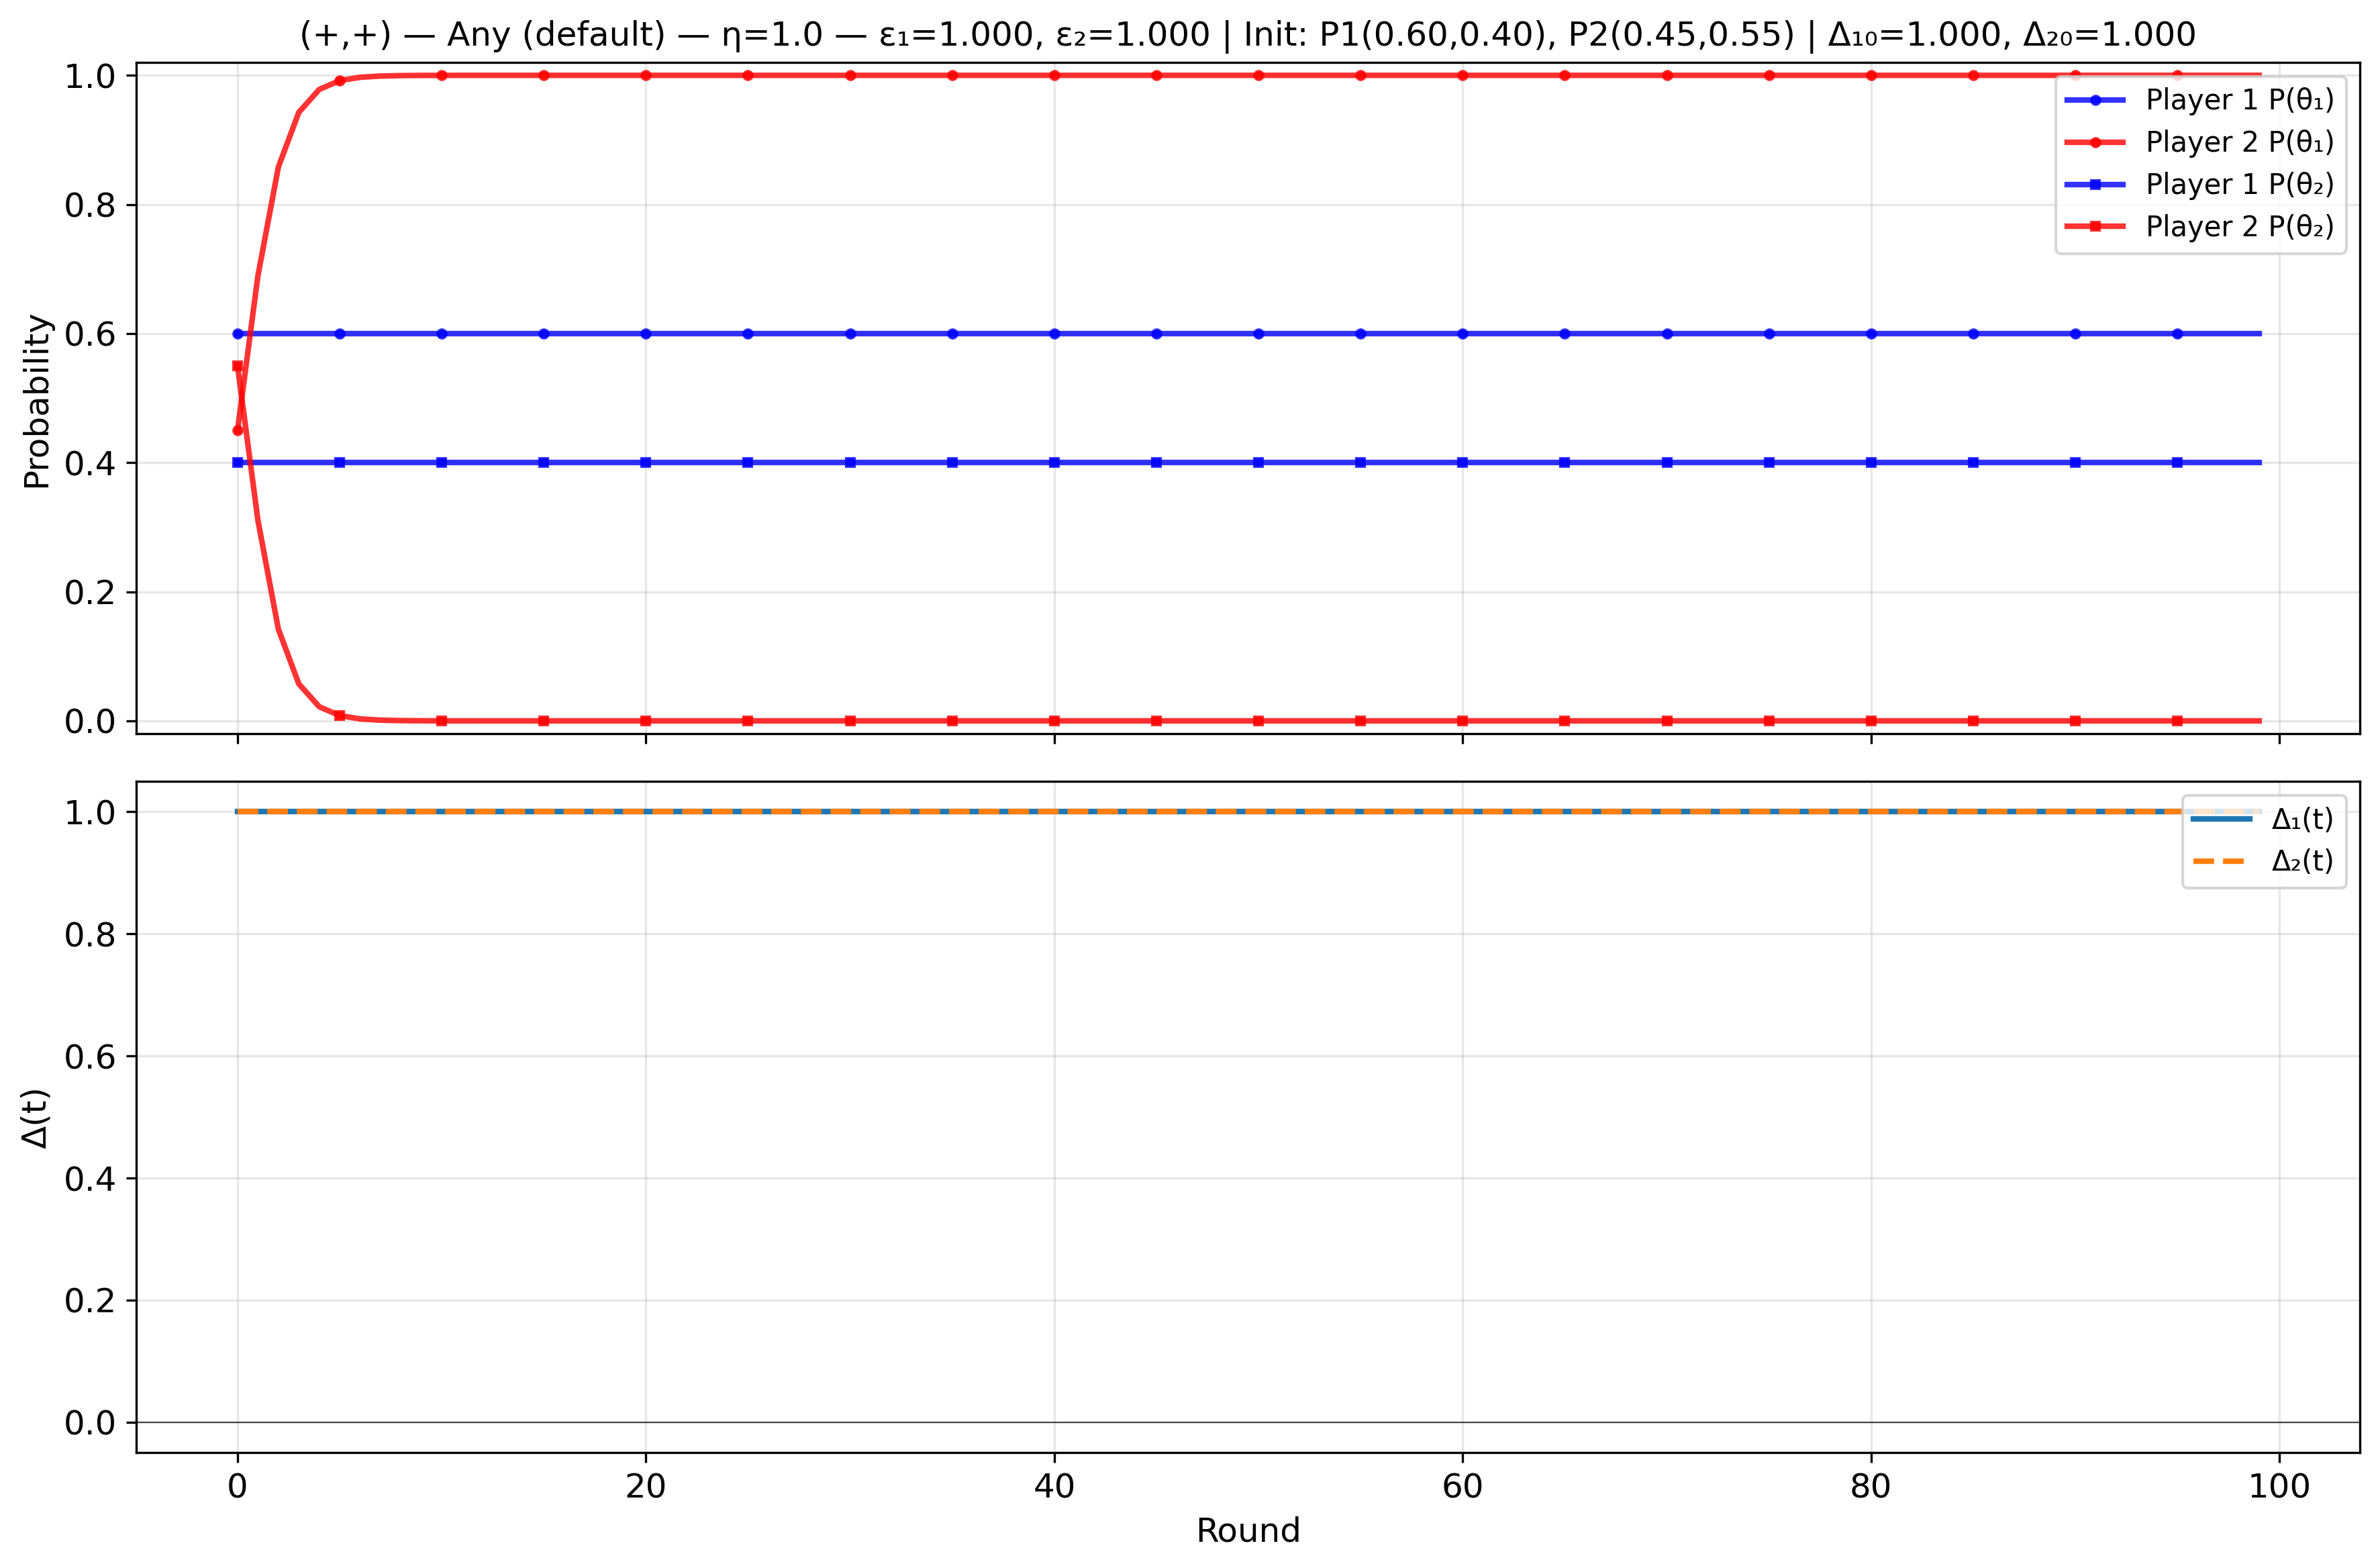 (+,+) — Any (default) — η=1.0 — ε₁=1.000, ε₂=1.000 | Init: P1(0.60,0.40), P2(0.45,0.55) | Δ₁₀=1.000, Δ₂₀=1.000
1.0
0.8
0.6
0.4
0.2
0.0
Probability
Player 1 P(θ₁)
Player 2 P(θ₁)
Player 1 P(θ₂)
Player 2 P(θ₂)
1.0
0.8
0.6
0.4
0.2
0.0
Δ(t)
Δ₁(t)
Δ₂(t)
0 20 40 60 80 100
Round